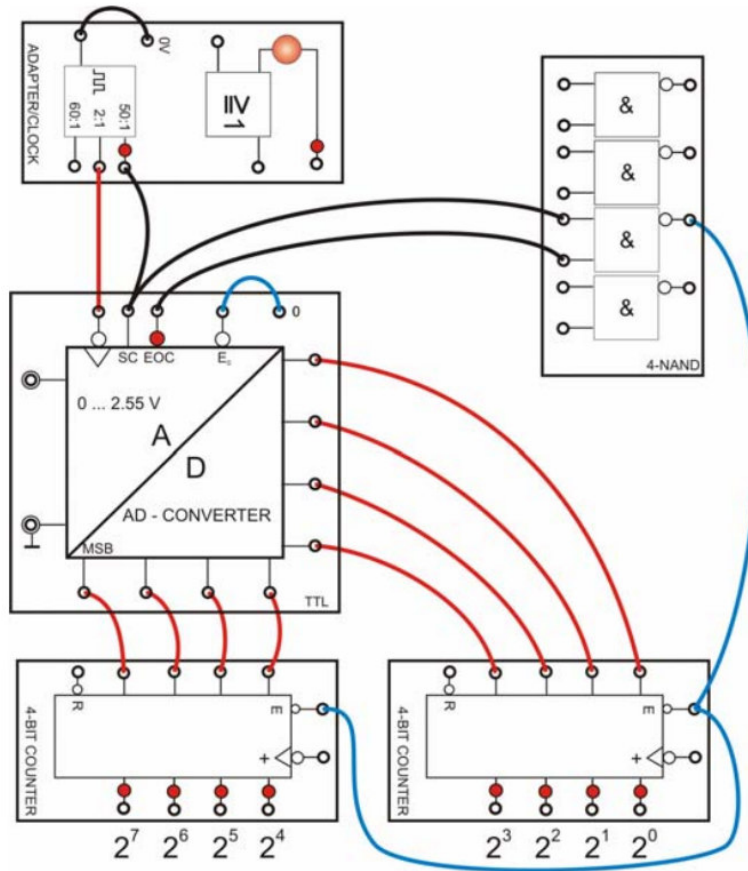 ADAPTER/CLOCK
0V
60:1
2:1
50:1
≥1
&
&
&
&
4-NAND
0
SC EOC E₀
0 ... 2.55 V
A
D
AD - CONVERTER
MSB
TTL
4-BIT COUNTER
R
E
+
2⁷ 2⁶ 2⁵ 2⁴
4-BIT COUNTER
R
E
+
2³ 2² 2¹ 2⁰